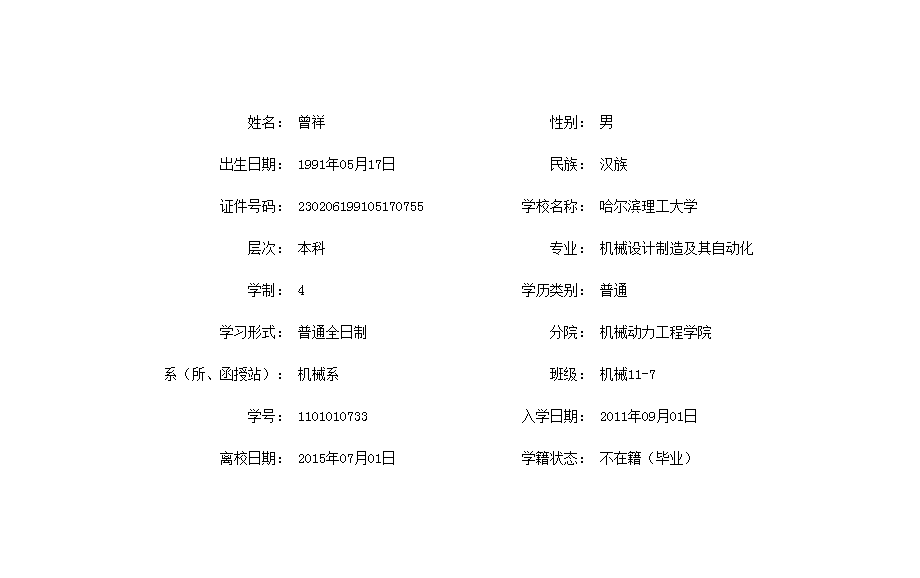 姓名： 曾祥 性别： 男
出生日期： 1991年05月17日 民族： 汉族
证件号码： 230206199105170755 学校名称： 哈尔滨理工大学
层次： 本科 专业： 机械设计制造及其自动化
学制： 4 学历类别： 普通
学习形式： 普通全日制 分院： 机械动力工程学院
系（所、函授站）： 机械系 班级： 机械11-7
学号： 1101010733 入学日期： 2011年09月01日
离校日期： 2015年07月01日 学籍状态： 不在籍（毕业）